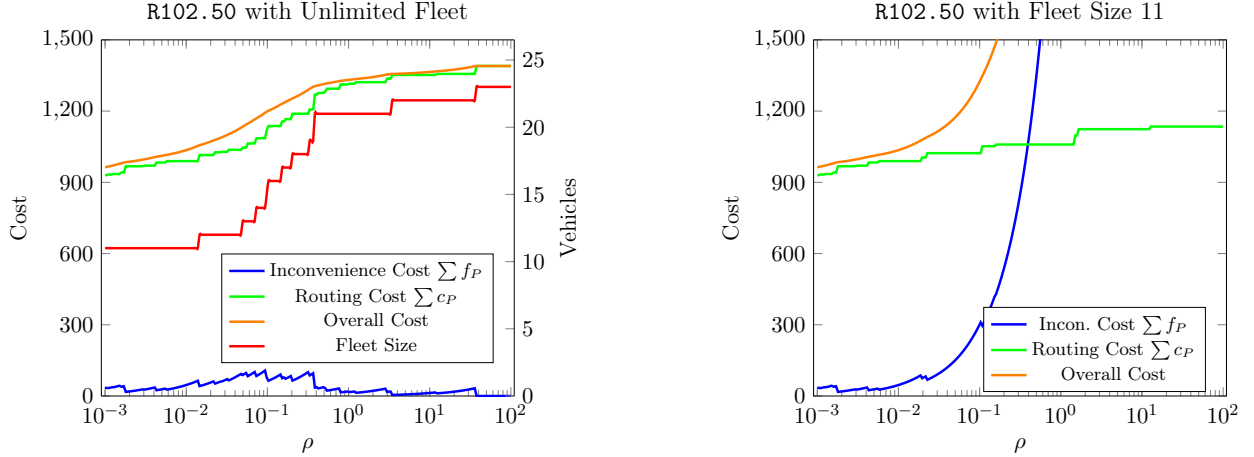 R102.50 with Unlimited Fleet
1,500
1,200
900
600
300
0
Cost
25
20
15
10
5
0
Vehicles
Inconvenience Cost ∑ f_P
Routing Cost ∑ c_P
Overall Cost
Fleet Size
10^−3 10^−2 10^−1 10^0 10^1 10^2
ρ
R102.50 with Fleet Size 11
1,500
1,200
900
600
300
0
Cost
Incon. Cost ∑ f_P
Routing Cost ∑ c_P
Overall Cost
10^−3 10^−2 10^−1 10^0 10^1 10^2
ρ